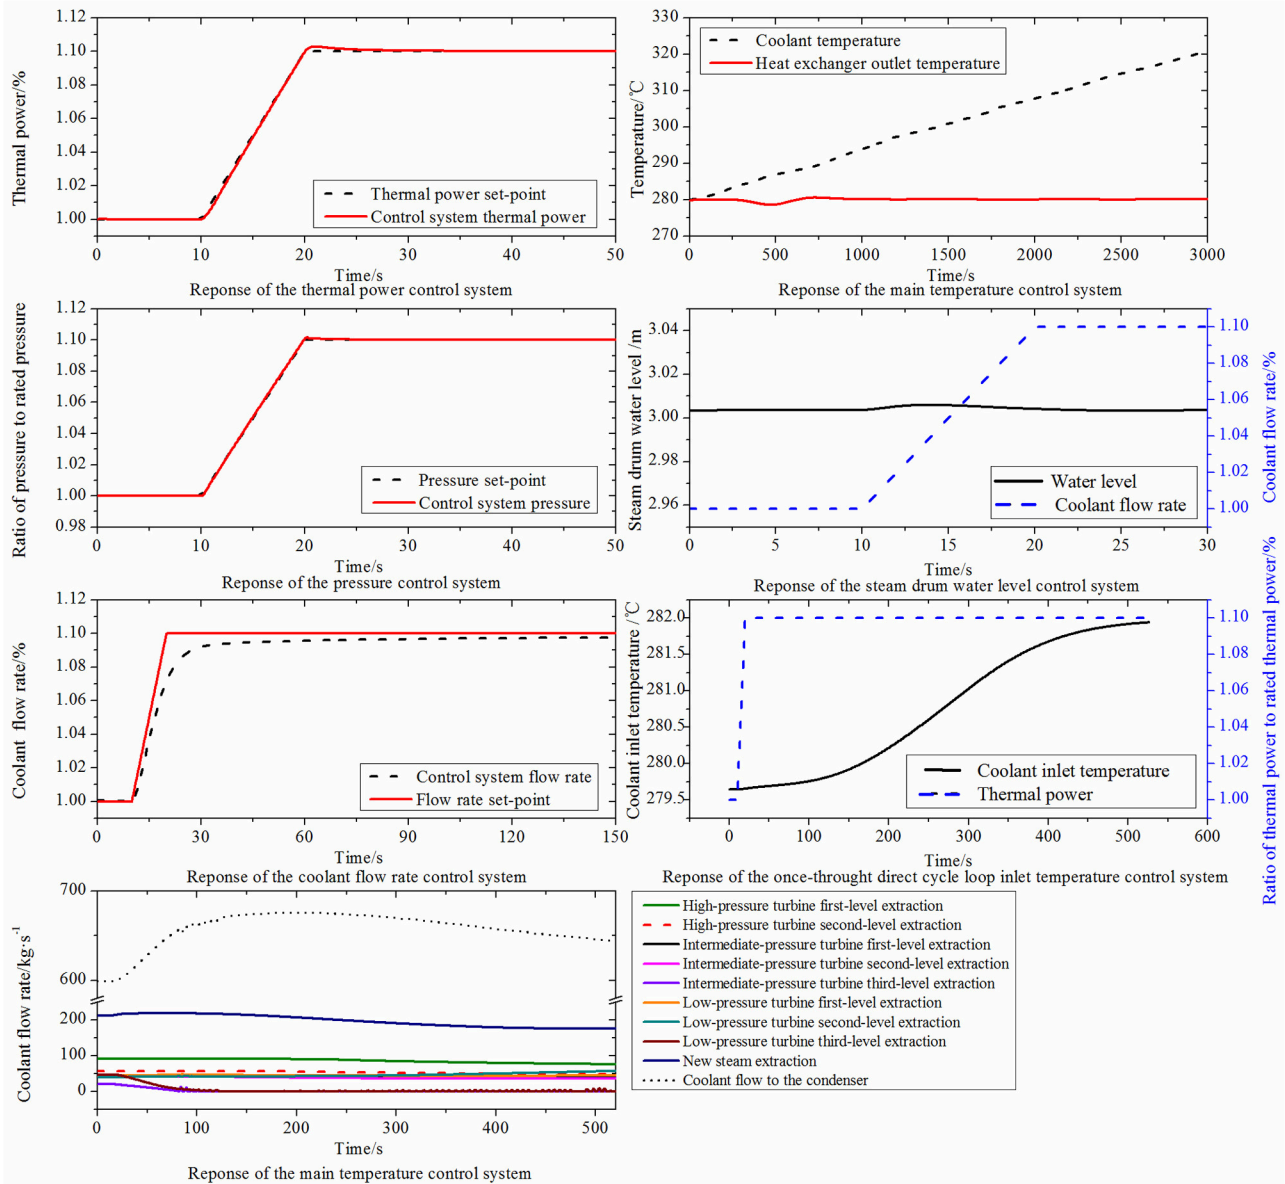 1.12
1.10
1.08
1.06
1.04
1.02
1.00
Thermal power/%
Thermal power set-point
Control system thermal power
0 10 20 30 40 50
Time/s
Reponse of the thermal power control system
330
320
310
300
290
280
270
Temperature/℃
Coolant temperature
Heat exchanger outlet temperature
0 500 1000 1500 2000 2500 3000
Time/s
Reponse of the main temperature control system
1.10
1.08
1.06
1.04
1.02
1.00
0.98
Ratio of pressure to rated pressure
Pressure set-point
Control system pressure
0 10 20 30 40 50
Time/s
Reponse of the pressure control system
3.04
3.02
3.00
2.98
2.96
Steam drum water level /m
Water level
Coolant flow rate
1.10
1.08
1.06
1.04
1.02
1.00
Coolant flow rate/%
0 5 10 15 20 25 30
Time/s
Reponse of the steam drum water level control system
1.12
1.10
1.08
1.06
1.04
1.02
1.00
Coolant flow rate/%
Control system flow rate
Flow rate set-point
0 30 60 90 120 150
Time/s
Reponse of the coolant flow rate control system
282.0
281.5
281.0
280.5
280.0
279.5
Coolant inlet temperature /℃
Coolant inlet temperature
Thermal power
1.10
1.08
1.06
1.04
1.02
1.00
Ratio of thermal power to rated thermal power/%
0 100 200 300 400 500 600
Time/s
Reponse of the once-throught direct cycle loop inlet temperature control system
700
600
200
100
0
Coolant flow rate/kg·s⁻¹
0 100 200 300 400 500
Time/s
Reponse of the main temperature control system
High-pressure turbine first-level extraction
High-pressure turbine second-level extraction
Intermediate-pressure turbine first-level extraction
Intermediate-pressure turbine second-level extraction
Intermediate-pressure turbine third-level extraction
Low-pressure turbine first-level extraction
Low-pressure turbine second-level extraction
Low-pressure turbine third-level extraction
New steam extraction
Coolant flow to the condenser